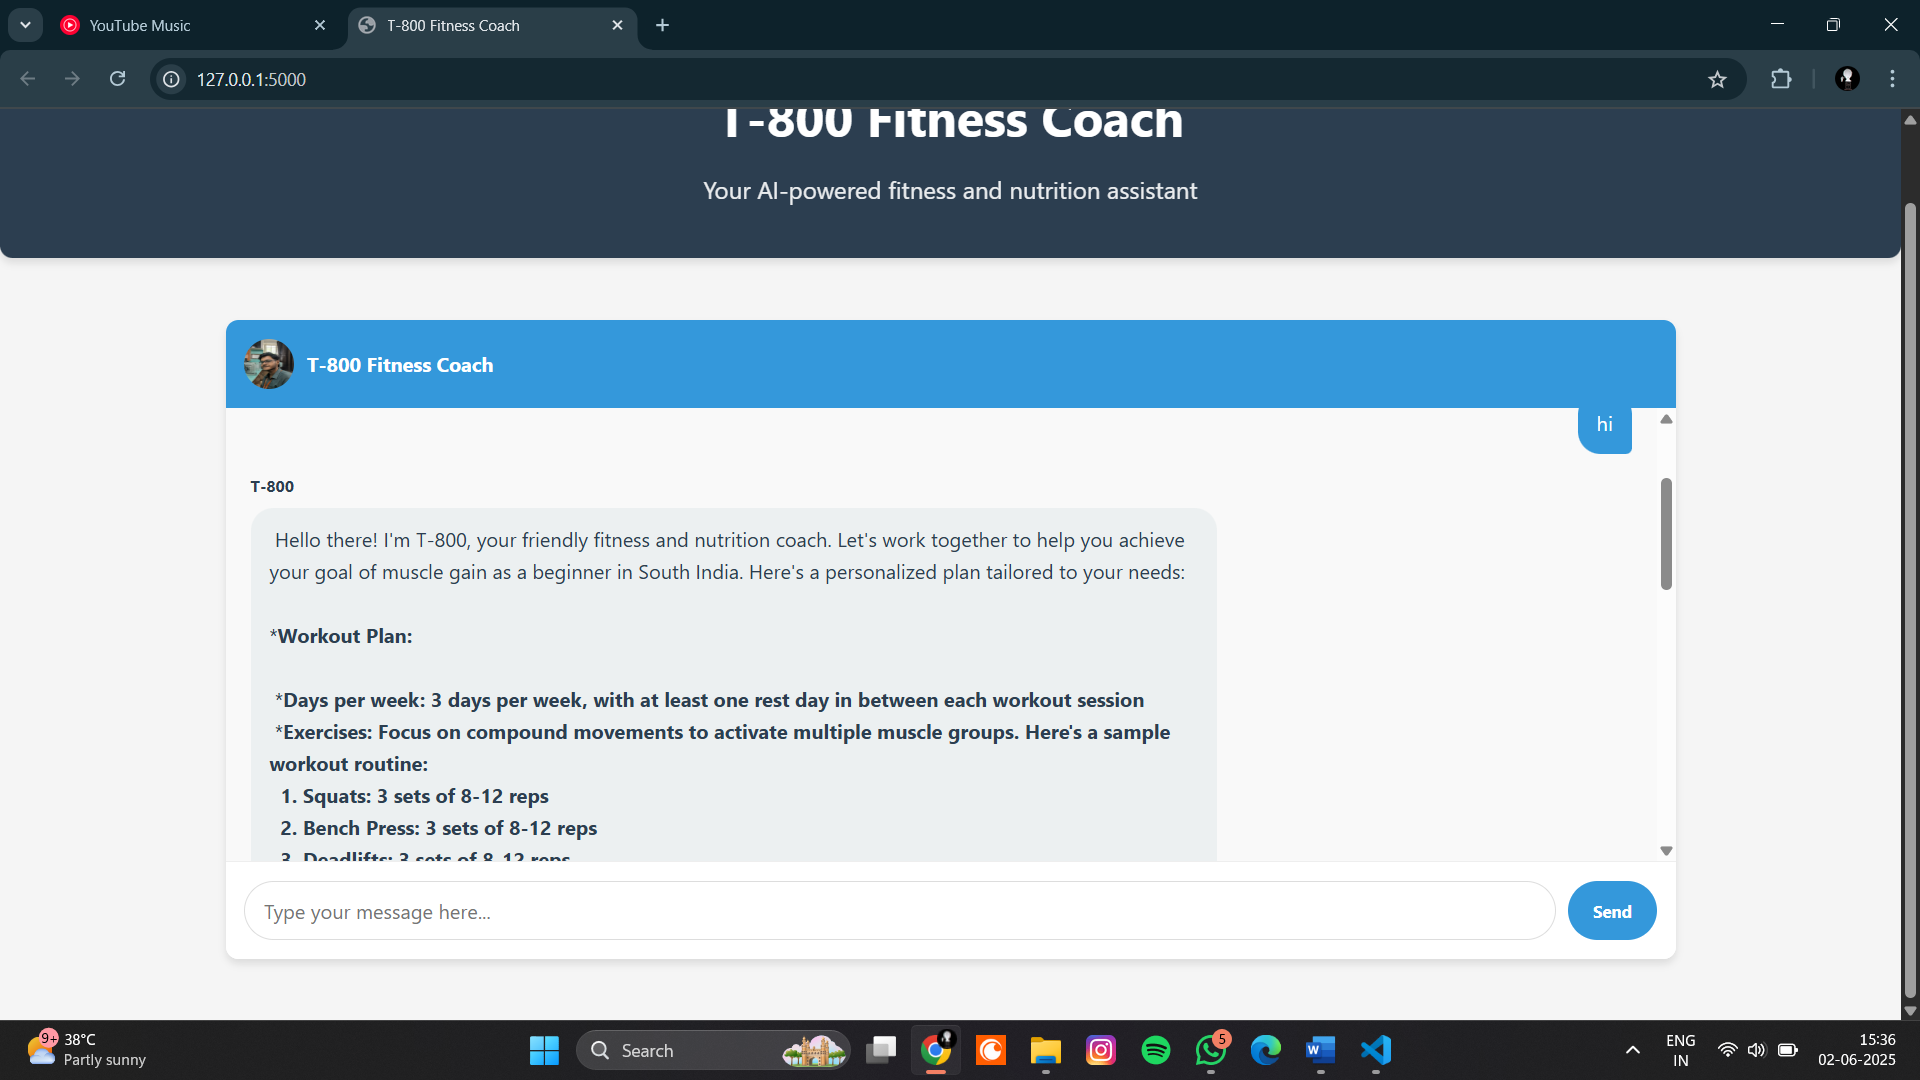 YouTube Music
T-800 Fitness Coach
127.0.0.1:5000
T-800 Fitness Coach
Your AI-powered fitness and nutrition assistant
T-800 Fitness Coach
hi
T-800
Hello there! I'm T-800, your friendly fitness and nutrition coach. Let's work together to help you achieve
your goal of muscle gain as a beginner in South India. Here's a personalized plan tailored to your needs:
*Workout Plan:
*Days per week: 3 days per week, with at least one rest day in between each workout session
*Exercises: Focus on compound movements to activate multiple muscle groups. Here's a sample
workout routine:
1. Squats: 3 sets of 8-12 reps
2. Bench Press: 3 sets of 8-12 reps
3. Deadlifts: 3 sets of 8-12 reps
Type your message here...
Send
9+
38°C
Partly sunny
Search
5
W
ENG
IN
15:36
02-06-2025